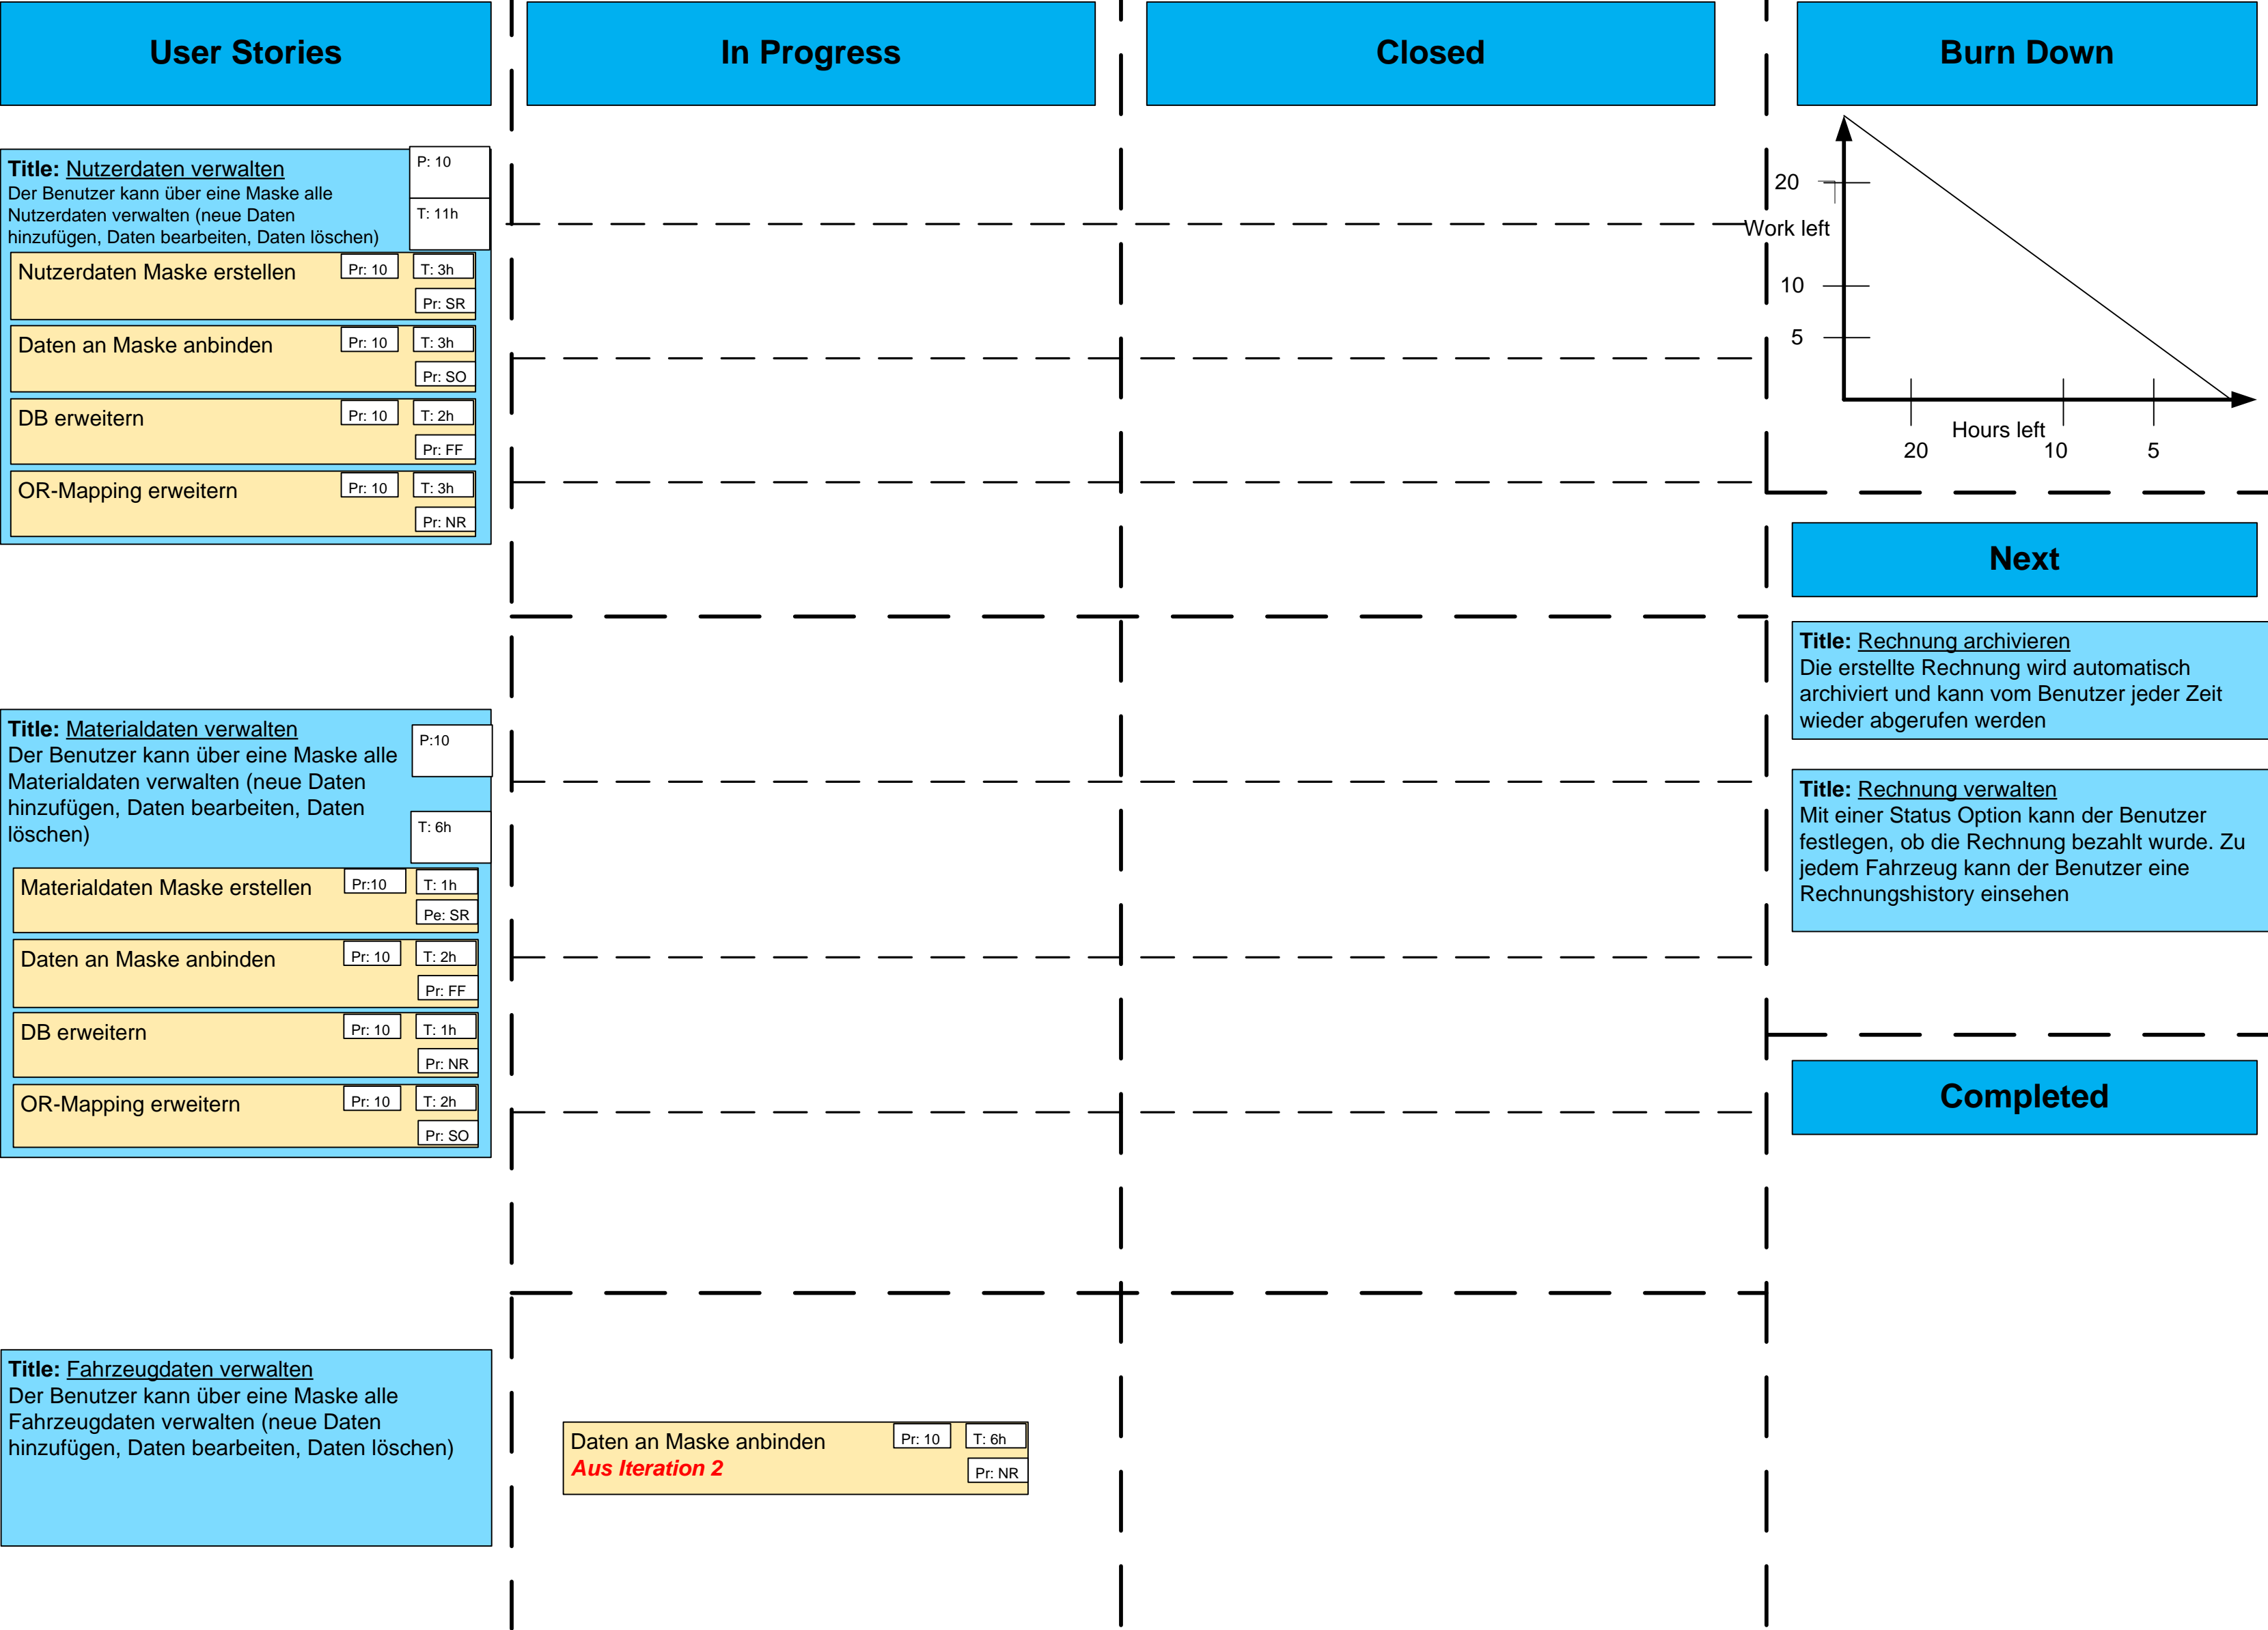 User Stories
In Progress
Closed
Burn Down
Title: Nutzerdaten verwalten
Der Benutzer kann über eine Maske alle
Nutzerdaten verwalten (neue Daten
hinzufügen, Daten bearbeiten, Daten löschen)
P: 10
T: 11h
Nutzerdaten Maske erstellen
Pr: 10
T: 3h
Pr: SR
Daten an Maske anbinden
Pr: 10
T: 3h
Pr: SO
DB erweitern
Pr: 10
T: 2h
Pr: FF
OR-Mapping erweitern
Pr: 10
T: 3h
Pr: NR
20
Work left
10
5
Hours left
20
10
5
Next
Title: Rechnung archivieren
Die erstellte Rechnung wird automatisch
archiviert und kann vom Benutzer jeder Zeit
wieder abgerufen werden
Title: Rechnung verwalten
Mit einer Status Option kann der Benutzer
festlegen, ob die Rechnung bezahlt wurde. Zu
jedem Fahrzeug kann der Benutzer eine
Rechnungshistory einsehen
Title: Materialdaten verwalten
Der Benutzer kann über eine Maske alle
Materialdaten verwalten (neue Daten
hinzufügen, Daten bearbeiten, Daten
löschen)
P:10
T: 6h
Materialdaten Maske erstellen
Pr:10
T: 1h
Pe: SR
Daten an Maske anbinden
Pr: 10
T: 2h
Pr: FF
DB erweitern
Pr: 10
T: 1h
Pr: NR
OR-Mapping erweitern
Pr: 10
T: 2h
Pr: SO
Completed
Title: Fahrzeugdaten verwalten
Der Benutzer kann über eine Maske alle
Fahrzeugdaten verwalten (neue Daten
hinzufügen, Daten bearbeiten, Daten löschen)
Daten an Maske anbinden
Aus Iteration 2
Pr: 10
T: 6h
Pr: NR